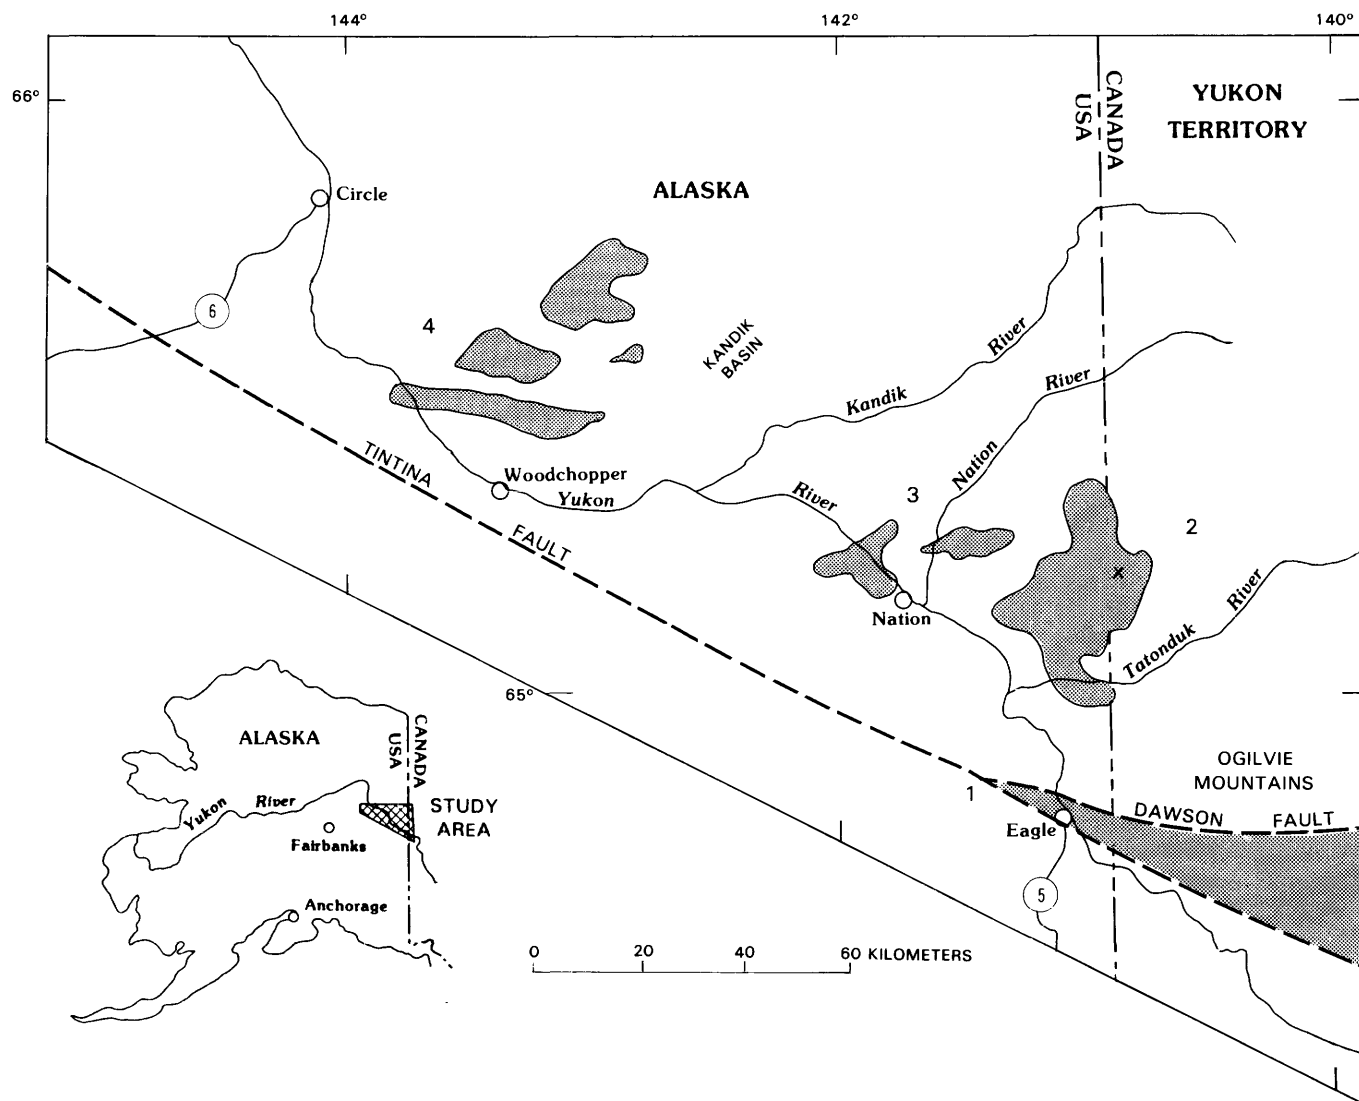 144°
142°
140°
66°
CANADA
USA
YUKON
TERRITORY
Circle
ALASKA
6
4
KANDIK
BASIN
Kandik
River
Nation
River
TINTINA
FAULT
Woodchopper
Yukon
River
3
2
x
Nation
Tatonduk
River
65°
ALASKA
CANADA
USA
Yukon
River
STUDY
AREA
Fairbanks
Anchorage
OGILVIE
MOUNTAINS
1
DAWSON
FAULT
Eagle
5
0
20
40
60 KILOMETERS